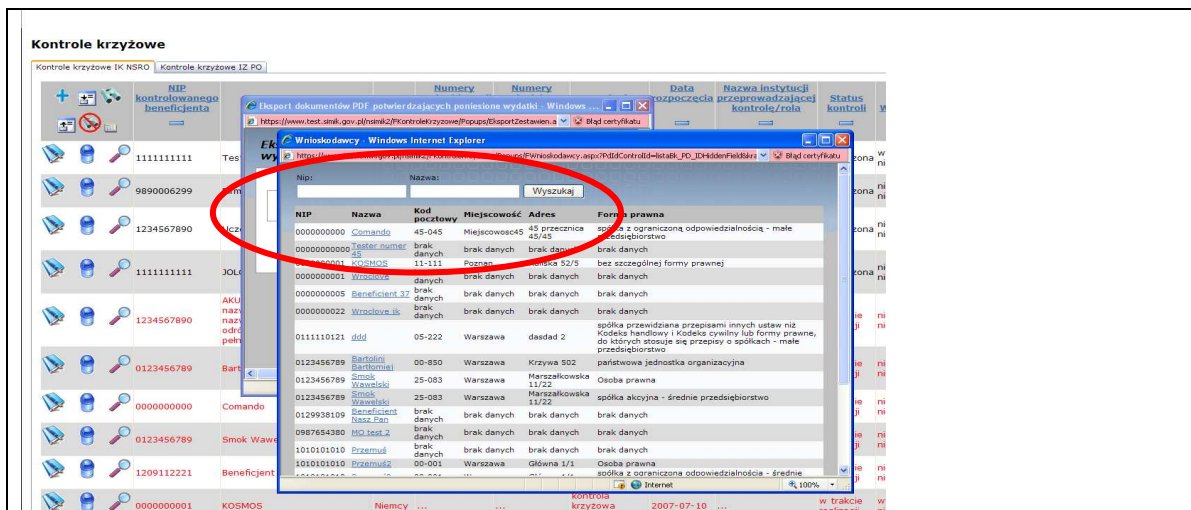 Kontrole krzyżowe
Kontrole krzyżowe IK NSRO Kontrole krzyżowe IZ PO
NIP kontrolowanego beneficjenta
Numery
Numery
Data rozpoczęcia
Nazwa instytucji przeprowadzającej kontrolę/rola
Status kontroli
Eksport dokumentów PDF potwierdzających poniesione wydatki - Windows ...
Błąd certyfikatu
Wnioskodawcy - Windows Internet Explorer
Błąd certyfikatu
Nip:
Nazwa:
Wyszukaj
NIP Nazwa Kod pocztowy Miejscowość Adres Forma prawna
0000000000 Comando 45-045 Miejscowosc45 45 przecznica 45/45 spółka z ograniczoną odpowiedzialnością - małe przedsiębiorstwo
00000000000 Tester numer 45 brak danych brak danych brak danych brak danych
KOSMOS 11-111 Poznan 52/5 bez szczególnej formy prawnej
0000000001 Wroclove danych brak danych brak danych brak danych
0000000005 Beneficient 37 brak danych brak danych brak danych brak danych
0000000022 Wroclove jk brak danych brak danych brak danych brak danych
0111110121 ddd 05-222 Warszawa dasdad 2 spółka przewidziana przepisami innych ustaw niż Kodeks handlowy i Kodeks cywilny lub formy prawne, do których stosuje się przepisy o spółkach - małe przedsiębiorstwo
0123456789 Bartolini Bartłomiej 00-850 Warszawa Krzywa 502 państwowa jednostka organizacyjna
0123456789 Smok Wawelski 25-083 Warszawa Marszałkowska 11/22 Osoba prawna
0123456789 Smok Wawelski 25-083 Warszawa Marszałkowska 11/22 spółka akcyjna - średnie przedsiębiorstwo
0129938109 Beneficient Nasz Pan brak danych brak danych brak danych brak danych
0987654380 MO test 2 brak danych brak danych brak danych brak danych
1010101010 Przemuś brak danych brak danych brak danych brak danych
1010101010 Przemuś2 00-001 Warszawa Główna 1/1 Osoba prawna
spółka z ograniczoną odpowiedzialnością - średnie
Internet 100%
1111111111
9890006299
1234567890
1111111111
1234567890
0123456789
0000000000 Comando
0123456789 Smok
1209112221
0000000001 KOSMOS Niemcy ... ... kontrola krzyżowa 2007-07-10 ... w trakcie